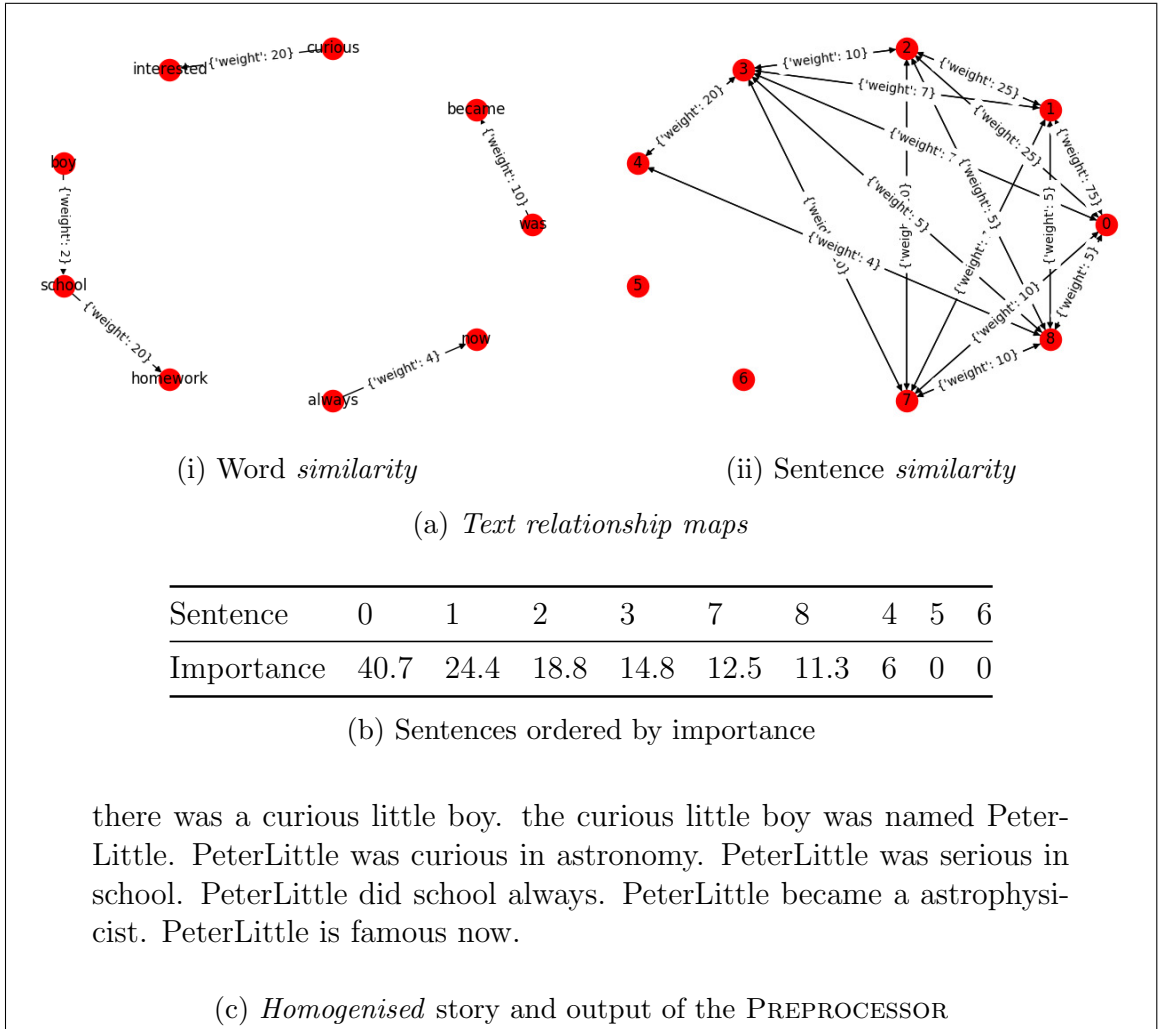 curious
{'weight': 20}
interested
became
{'weight': 10}
was
boy
{'weight': 2}
school
{'weight': 20}
homework
now
{'weight': 4}
always
2
{'weight': 10}
3
{'weight': 25}
{'weight': 7}
1
{'weight': 20}
{'weight': 25}
{'weight': 75}
4
{'weight': 5}
{'weight': 5}
{'weight': 5}
0
{'weight': 4}
{'weight': 5}
5
{'weight': 10}
8
{'weight': 10}
6
7
(i) Word similarity
(ii) Sentence similarity
(a) Text relationship maps
Sentence 0 1 2 3 7 8 4 5 6
Importance 40.7 24.4 18.8 14.8 12.5 11.3 6 0 0
(b) Sentences ordered by importance
there was a curious little boy. the curious little boy was named Peter-
Little. PeterLittle was curious in astronomy. PeterLittle was serious in
school. PeterLittle did school always. PeterLittle became a astrophysi-
cist. PeterLittle is famous now.
(c) Homogenised story and output of the PREPROCESSOR